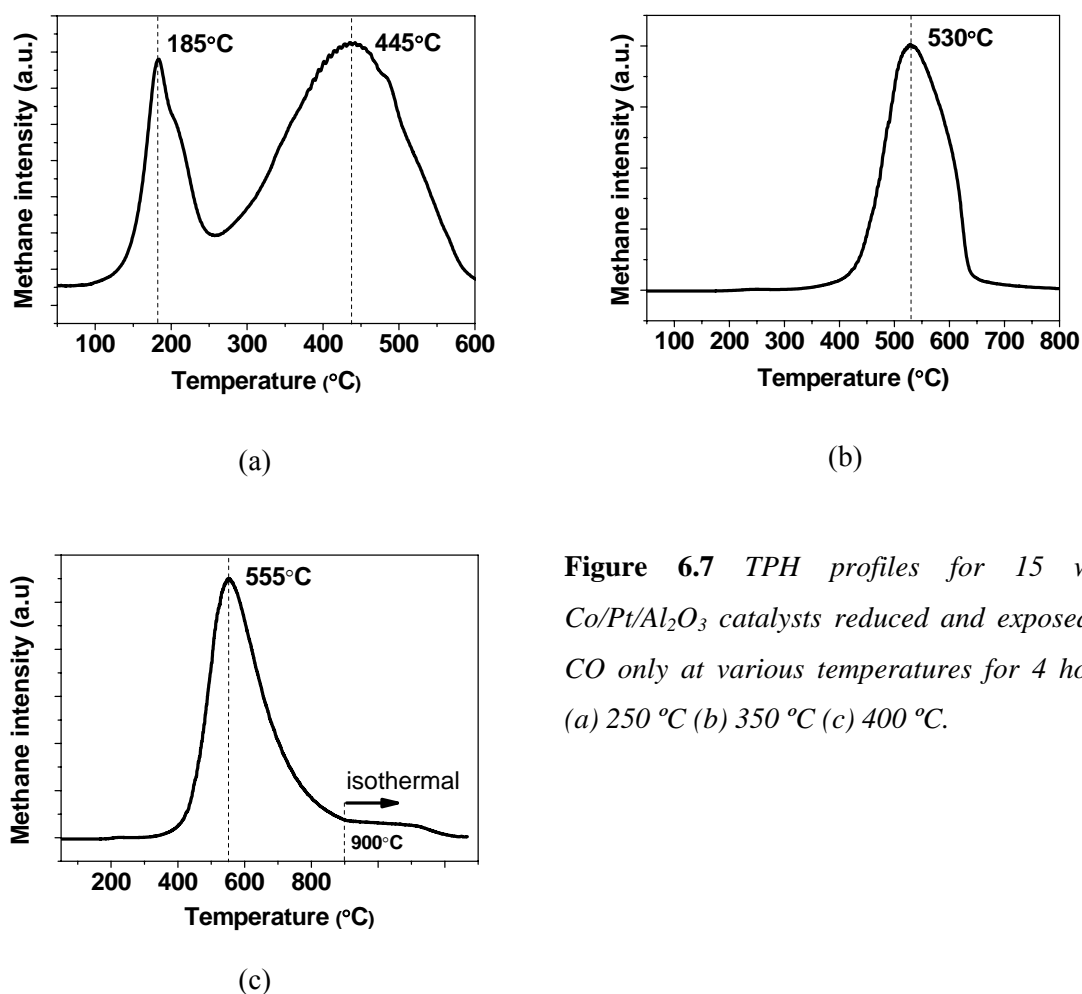 185°C
445°C
Methane intensity (a.u.)
100 200 300 400 500 600
Temperature (°C)
(a)
530°C
Methane intensity (a.u.)
100 200 300 400 500 600 700 800
Temperature (°C)
(b)
555°C
Methane intensity (a.u)
isothermal
900°C
200 400 600 800
Temperature (°C)
(c)
Figure 6.7 TPH profiles for 15
Co/Pt/Al₂O₃ catalysts reduced and exposed
CO only at various temperatures for 4
(a) 250 ºC (b) 350 ºC (c) 400 ºC.